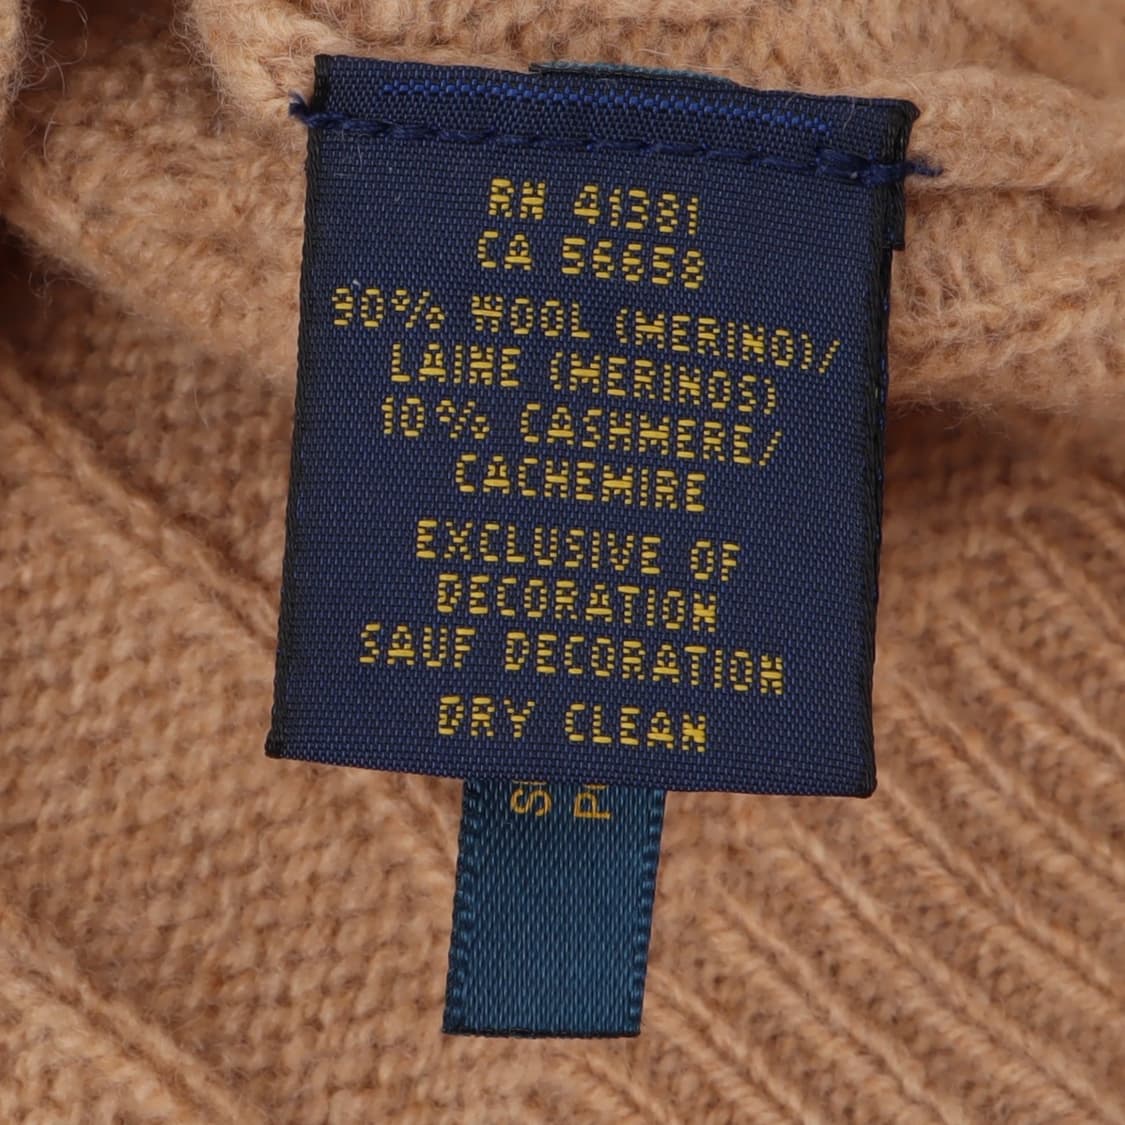 RN 41381
CA 56658
90% WOOL (MERINO)/
LAINE (MERINOS)
10% CASHMERE/
CACHEMIRE
EXCLUSIVE OF
DECORATION
SAUF DECORATION
DRY CLEAN